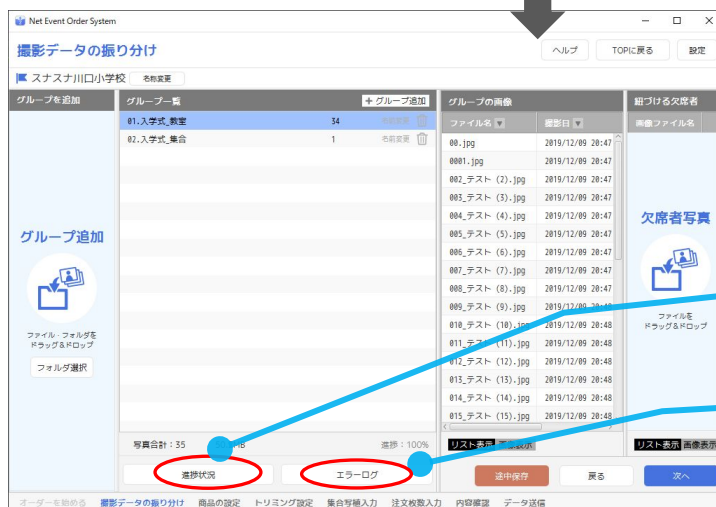 Net Event Order System
撮影データの振り分け
ヘルプ TOPに戻る 設定
スナスナ川口小学校 名称変更
グループを追加 グループ一覧 + グループ追加 グループの画像 紐づける欠席者
ファイル名 撮影日 画像ファイル名
01.入学式_教室 34 名前変更
02.入学式_集合 1 名前変更
00.jpg 2019/12/09 20:47
0001.jpg 2019/12/09 20:47
002_テスト (2).jpg 2019/12/09 20:47
003_テスト (3).jpg 2019/12/09 20:47
004_テスト (4).jpg 2019/12/09 20:47
005_テスト (5).jpg 2019/12/09 20:47
006_テスト (6).jpg 2019/12/09 20:47
007_テスト (7).jpg 2019/12/09 20:47
008_テスト (8).jpg 2019/12/09 20:47
009_テスト (9).jpg 2019/12/09 20:48
010_テスト (10).jpg 2019/12/09 20:48
011_テスト (11).jpg 2019/12/09 20:48
012_テスト (12).jpg 2019/12/09 20:48
013_テスト (13).jpg 2019/12/09 20:48
014_テスト (14).jpg 2019/12/09 20:48
015_テスト (15).jpg 2019/12/09 20:48
グループ追加
ファイル・フォルダを
ドラッグ&ドロップ
フォルダ選択
欠席者写真
ファイルを
ドラッグ&ドロップ
写真合計:35 進捗:100%
リスト表示 画像表示 リスト表示 画像表示
進捗状況 エラーログ 途中保存 戻る 次へ
オーダーを始める 撮影データの振り分け 商品の設定 トリミング設定 集合写植入力 注文枚数入力 内容確認 データ送信